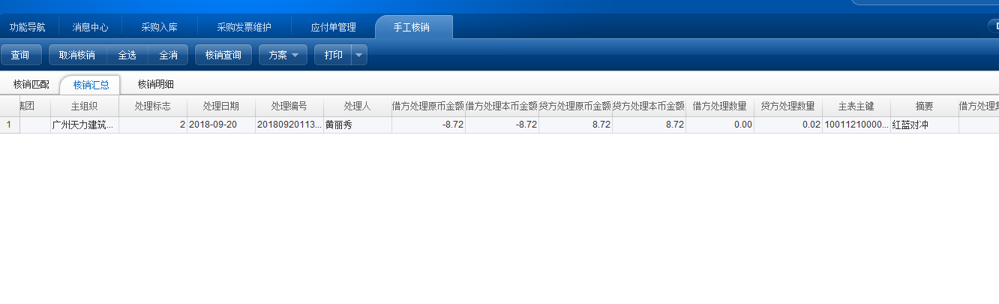 功能导航 消息中心 采购入库 采购发票维护 应付单管理 手工核销
查询 取消核销 全选 全消 核销查询 方案 打印
核销匹配 核销汇总 核销明细
集团 主组织 处理标志 处理日期 处理编号 处理人 借方处理原币金额 借方处理本币金额 贷方处理原币金额 贷方处理本币金额 借方处理数量 贷方处理数量 主表主键 摘要 借方处理
1 广州天力建筑... 2 2018-09-20 20180920113... 黄丽秀 -8.72 -8.72 8.72 8.72 0.00 0.02 10011210000... 红蓝对冲